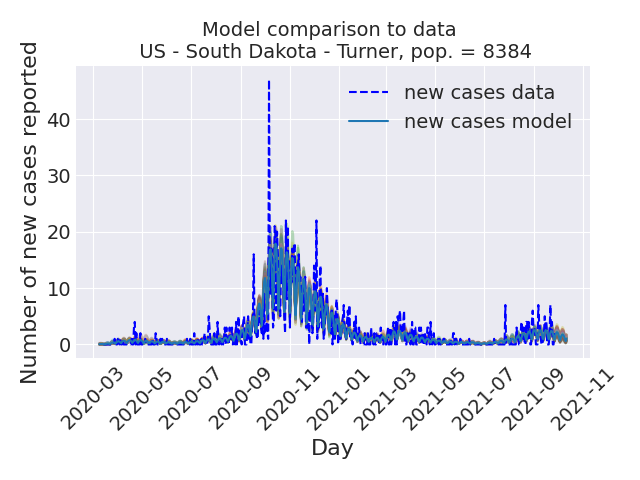 Model comparison to data
US - South Dakota - Turner, pop. = 8384
Number of new cases reported
new cases data
new cases model
40
30
20
10
0
2020-03
2020-05
2020-07
2020-09
2020-11
2021-01
2021-03
2021-05
2021-07
2021-09
2021-11
Day